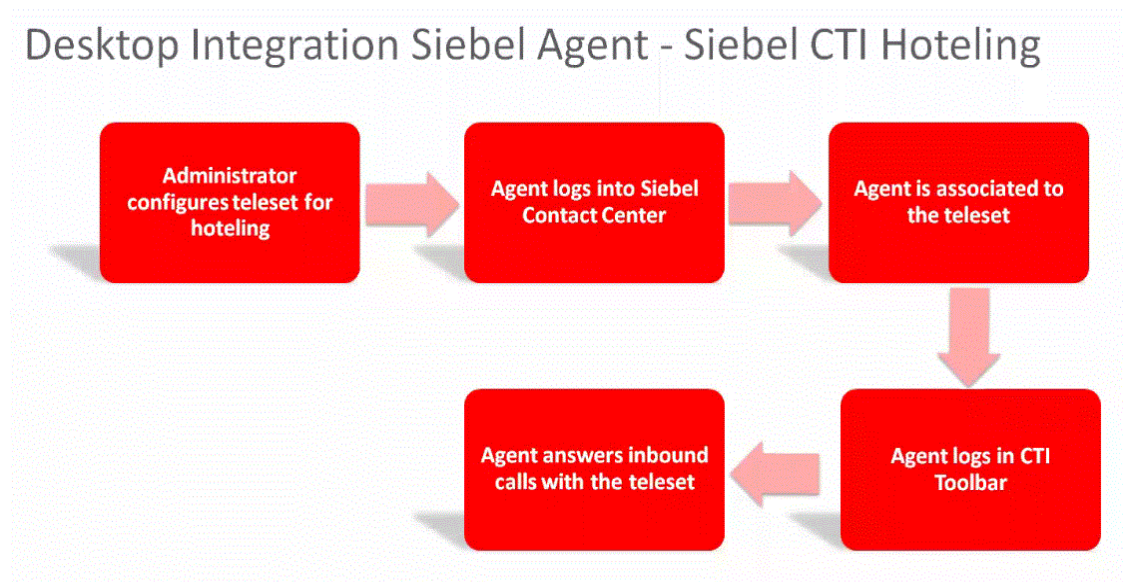 Desktop Integration Siebel Agent - Siebel CTI Hoteling
Administrator
configures teleset for
hoteling
Agent logs into Siebel
Contact Center
Agent is associated to
the teleset
Agent logs in CTI
Toolbar
Agent answers inbound
calls with the teleset